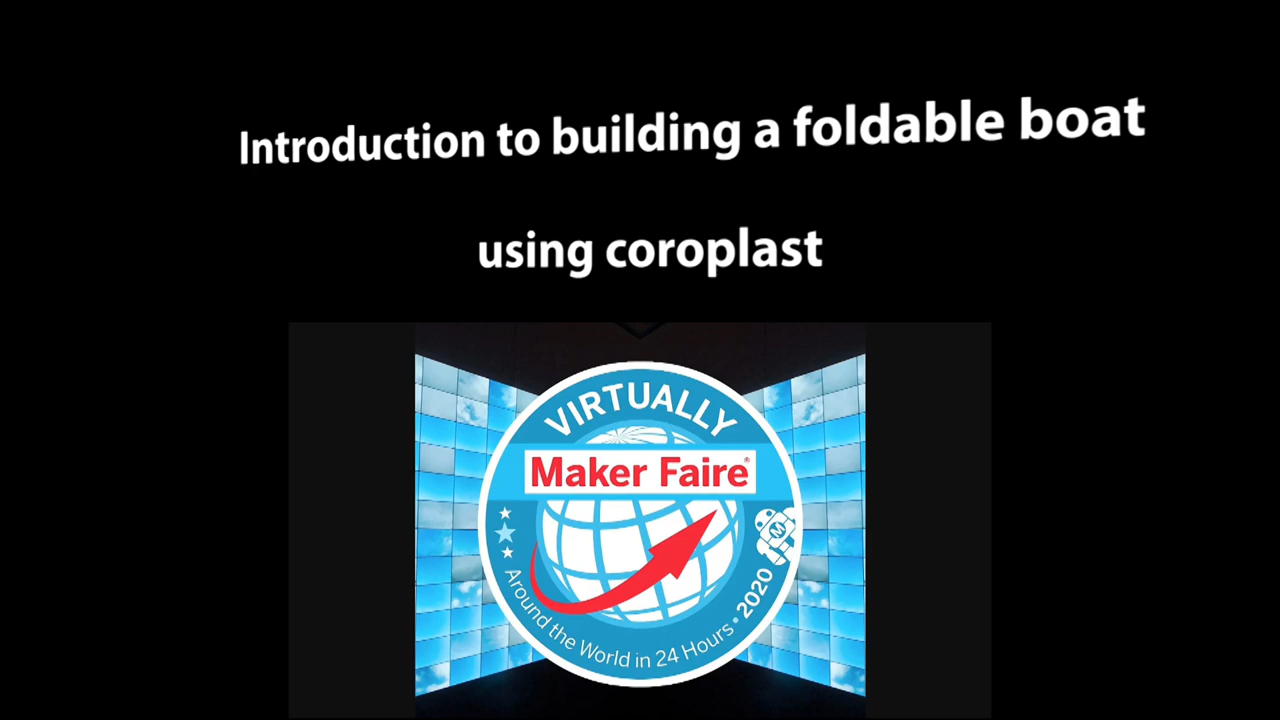 Introduction to building a foldable boat
using coroplast
VIRTUALLY
Maker Faire®
Around the World in 24 Hours • 2020
M